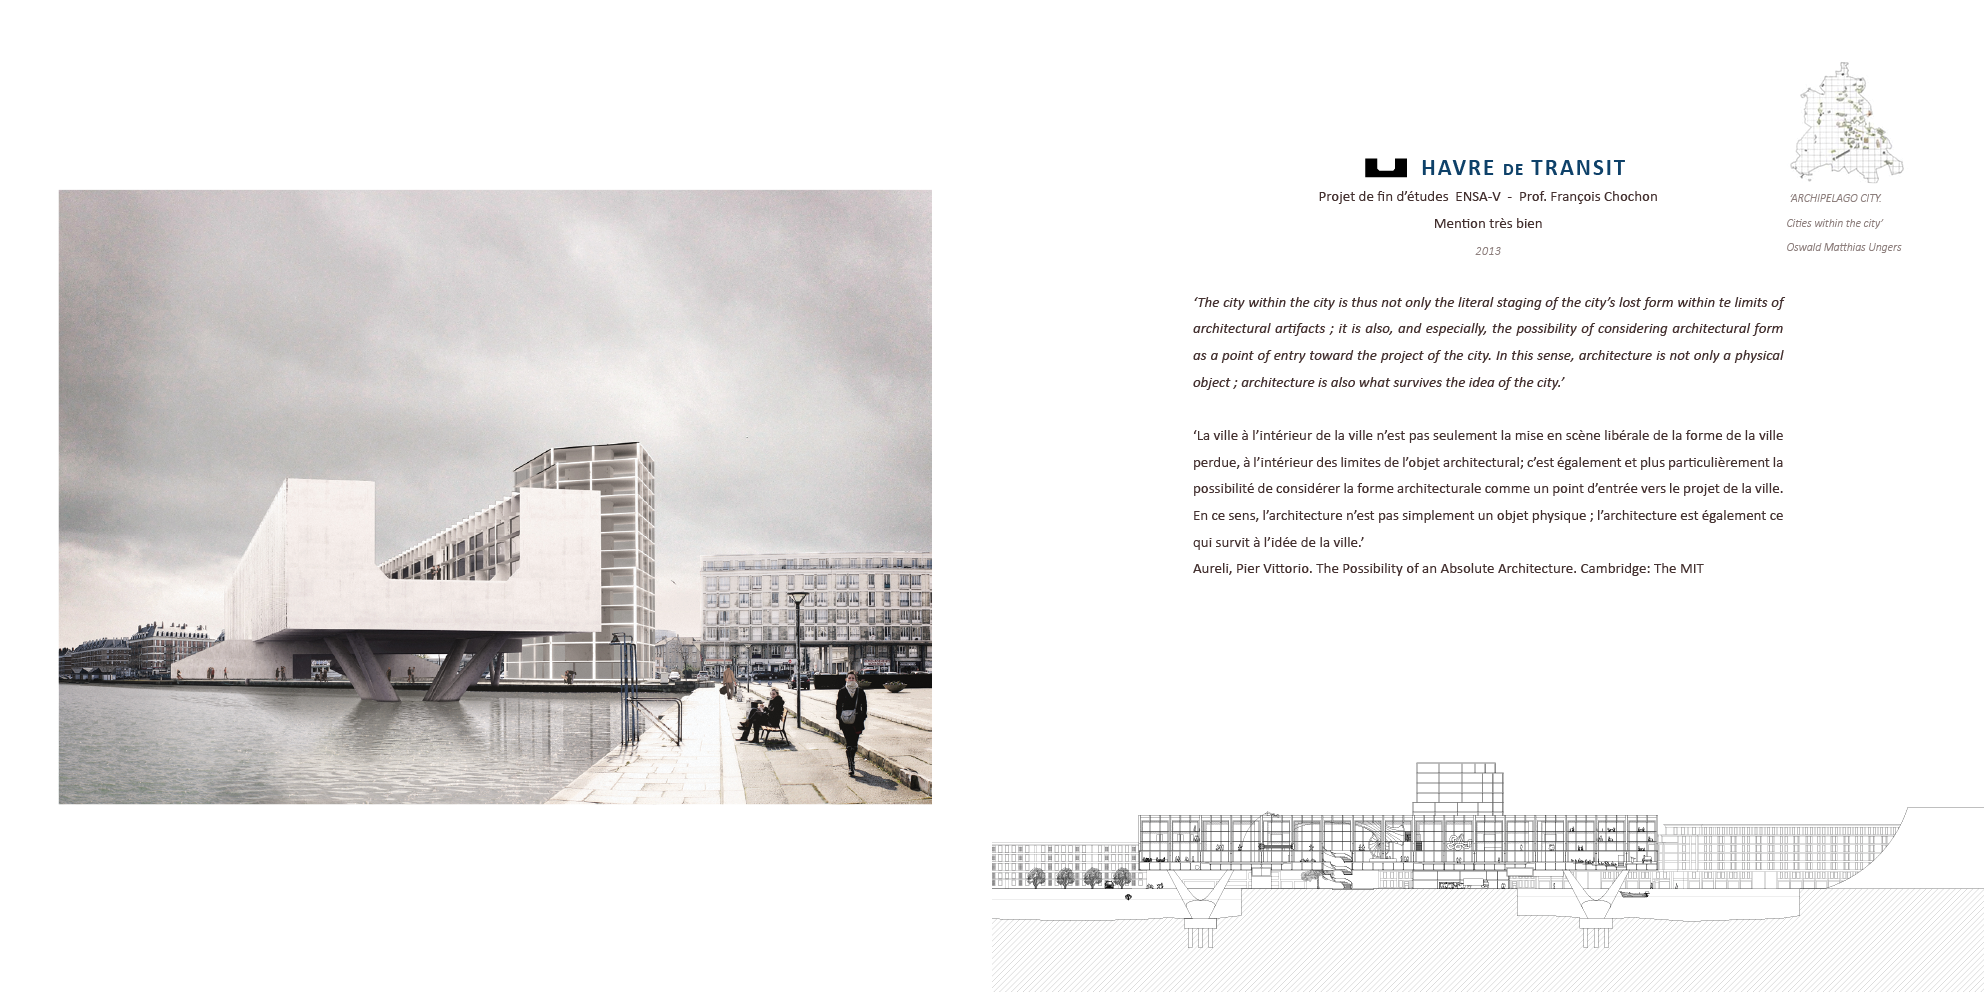 HAVRE DE TRANSIT
Projet de fin d'études ENSA-V - Prof. François Chochon
Mention très bien
2013
'ARCHIPELAGO CITY.
Cities within the city'
Oswald Matthias Ungers
'The city within the city is thus not only the literal staging of the city's lost form within te limits of
architectural artifacts ; it is also, and especially, the possibility of considering architectural form
as a point of entry toward the project of the city. In this sense, architecture is not only a physical
object ; architecture is also what survives the idea of the city.'
'La ville à l'intérieur de la ville n'est pas seulement la mise en scène libérale de la forme de la ville
perdue, à l'intérieur des limites de l'objet architectural; c'est également et plus particulièrement la
possibilité de considérer la forme architecturale comme un point d'entrée vers le projet de la ville.
En ce sens, l'architecture n'est pas simplement un objet physique ; l'architecture est également ce
qui survit à l'idée de la ville.'
Aureli, Pier Vittorio. The Possibility of an Absolute Architecture. Cambridge: The MIT